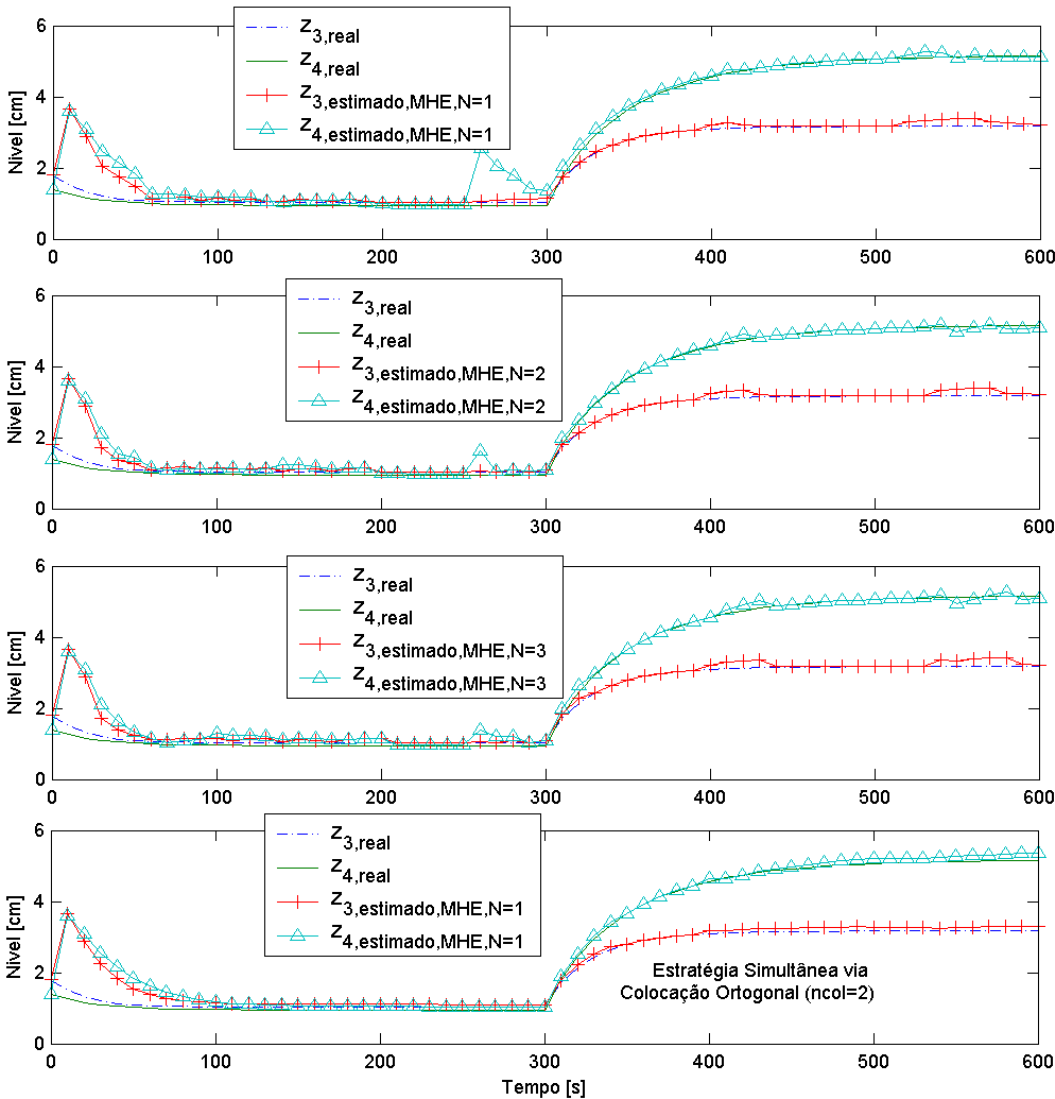 z3,real
z4,real
z3,estimado,MHE,N=1
z4,estimado,MHE,N=1
Nivel [cm]
6
4
2
0
0 100 200 300 400 500 600
z3,real
z4,real
z3,estimado,MHE,N=2
z4,estimado,MHE,N=2
Nivel [cm]
6
4
2
0
0 100 200 300 400 500 600
z3,real
z4,real
z3,estimado,MHE,N=3
z4,estimado,MHE,N=3
Nivel [cm]
6
4
2
0
0 100 200 300 400 500 600
z3,real
z4,real
z3,estimado,MHE,N=1
z4,estimado,MHE,N=1
Nivel [cm]
6
4
2
0
Estratégia Simultânea via
Colocação Ortogonal (ncol=2)
0 100 200 300 400 500 600
Tempo [s]